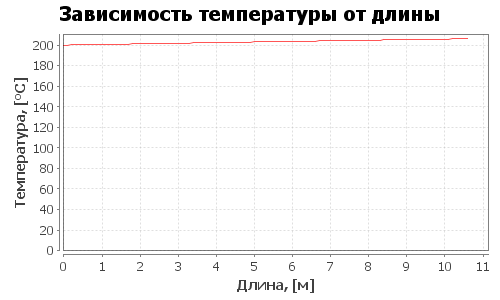 Зависимость температуры от длины
Температура, [°C]
200
180
160
140
120
100
80
60
40
20
0
0 1 2 3 4 5 6 7 8 9 10 11
Длина, [м]